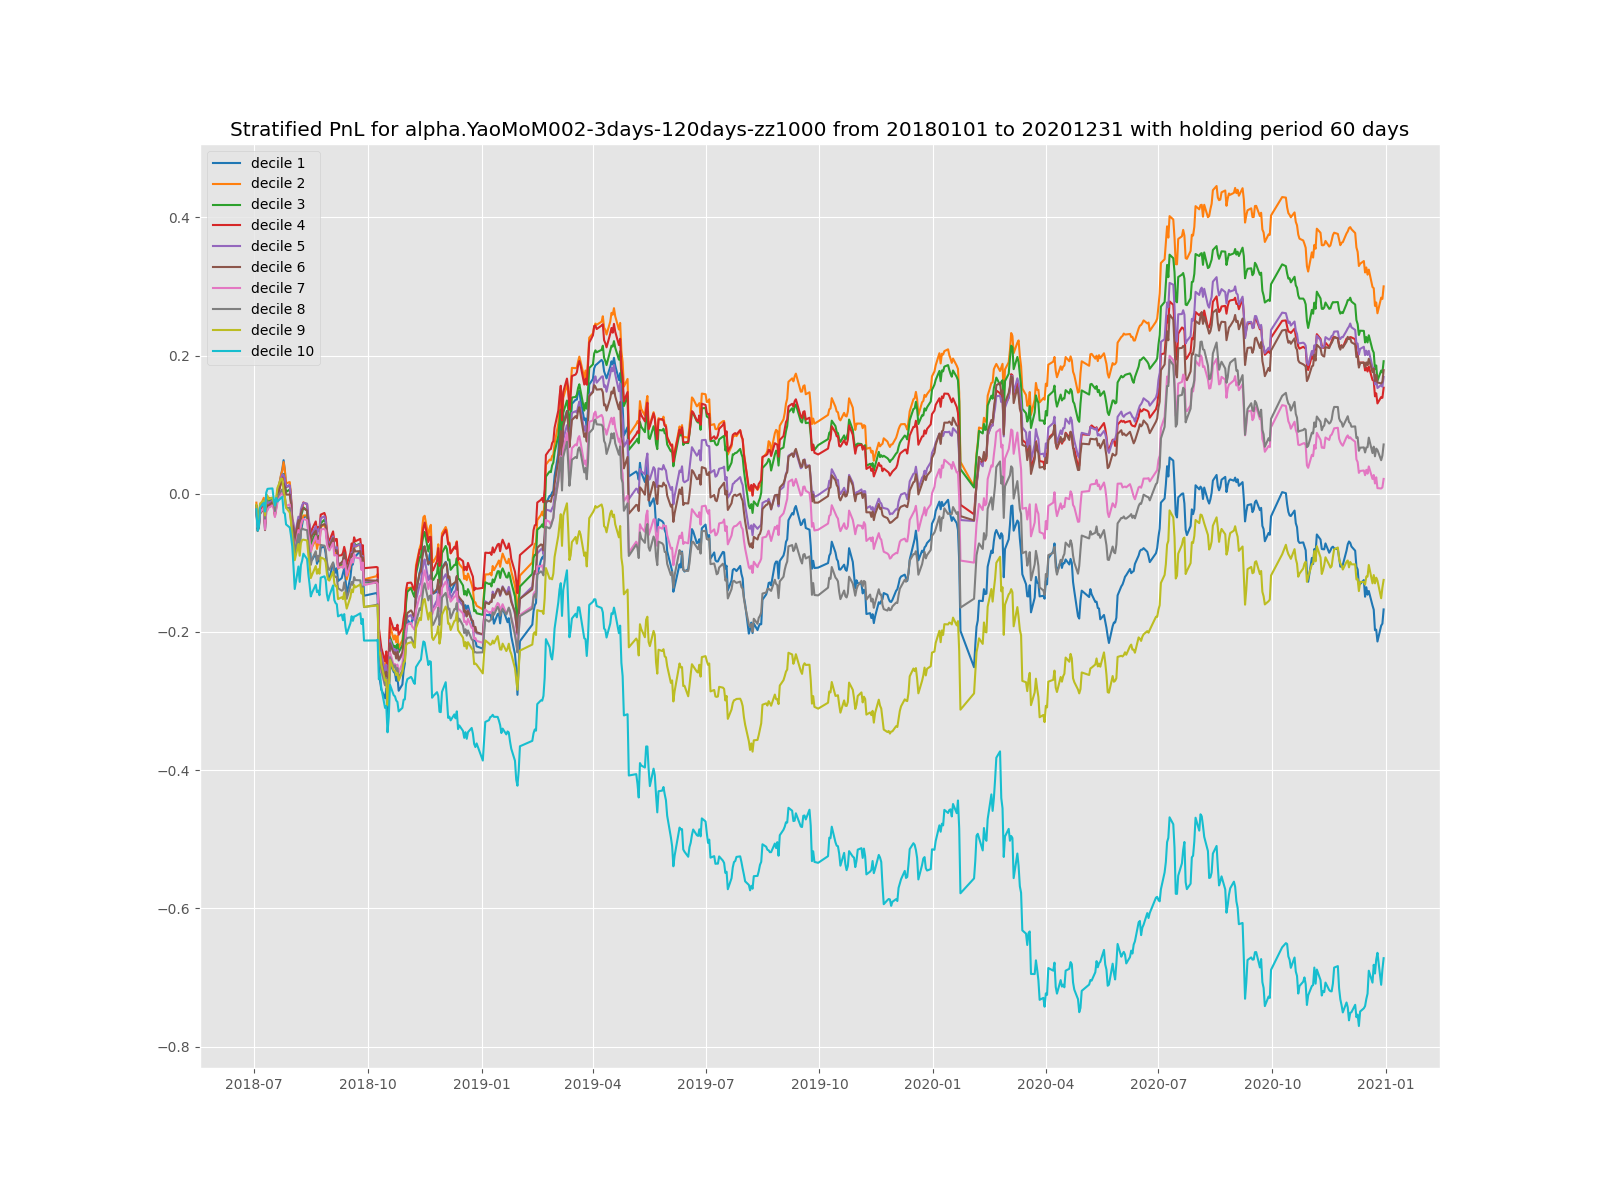 Stratified PnL for alpha.YaoMoM002-3days-120days-zz1000 from 20180101 to 20201231 with holding period 60 days
decile 1
decile 2
decile 3
decile 4
decile 5
decile 6
decile 7
decile 8
decile 9
decile 10
0.4
0.2
0.0
−0.2
−0.4
−0.6
−0.8
2018-07 2018-10 2019-01 2019-04 2019-07 2019-10 2020-01 2020-04 2020-07 2020-10 2021-01